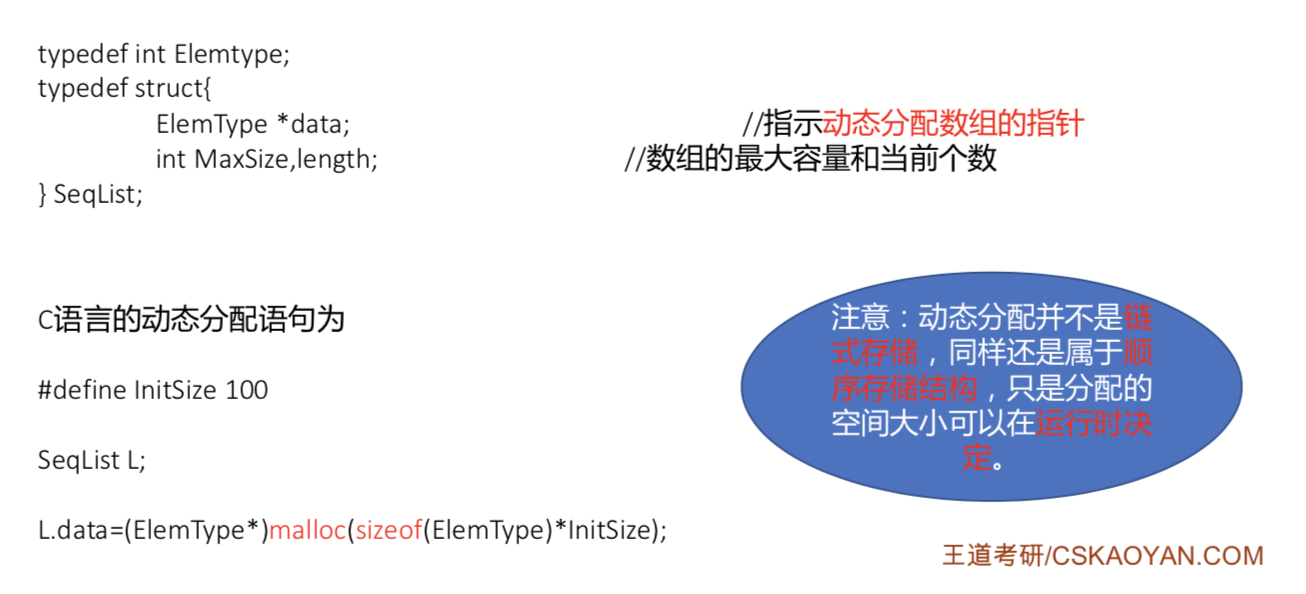 typedef int Elemtype;
typedef struct{
ElemType *data; //指示动态分配数组的指针
int MaxSize,length; //数组的最大容量和当前个数
} SeqList;
C语言的动态分配语句为
#define InitSize 100
SeqList L;
L.data=(ElemType*)malloc(sizeof(ElemType)*InitSize);
注意：动态分配并不是链
式存储，同样还是属于顺
序存储结构，只是分配的
空间大小可以在运行时决
定。
王道考研/CSKAOYAN.COM